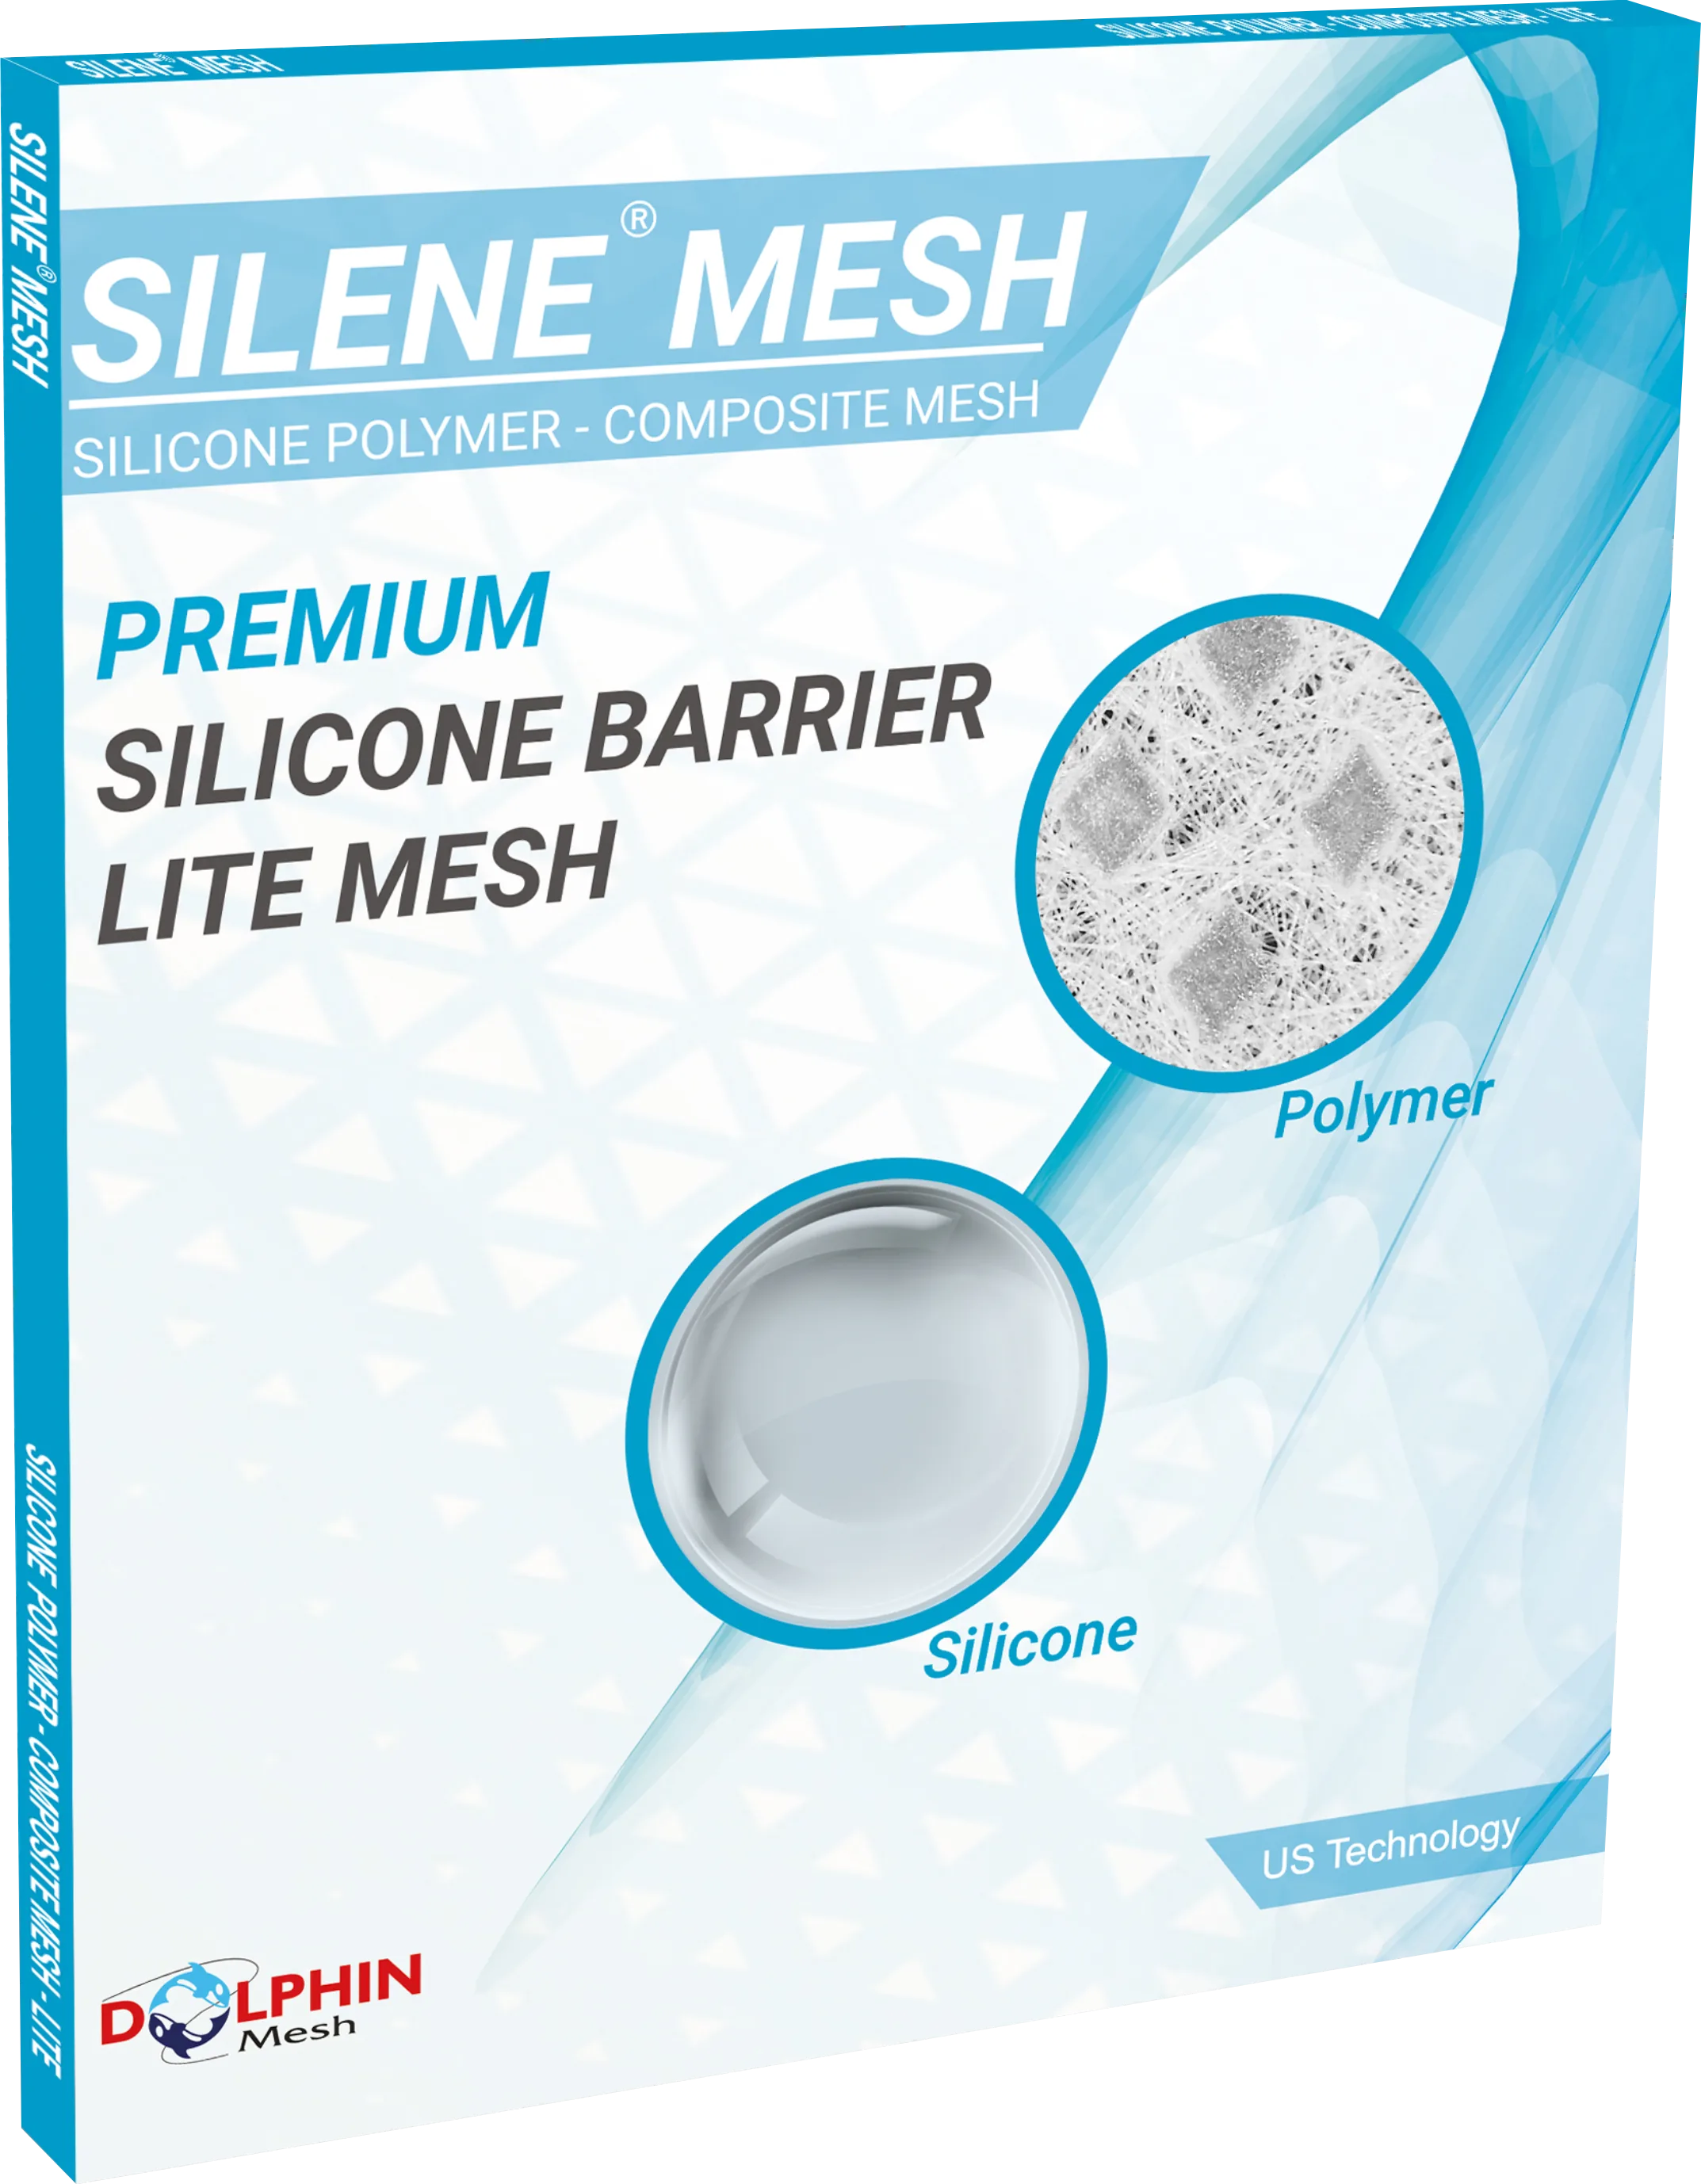 SILENE® MESH
SILICONE POLYMER - COMPOSITE MESH - LITE
SILENE® MESH
SILICONE POLYMER - COMPOSITE MESH - LITE
SILENE® MESH
SILICONE POLYMER - COMPOSITE MESH
PREMIUM
SILICONE BARRIER
LITE MESH
Polymer
Silicone
US Technology
DOLPHIN
Mesh